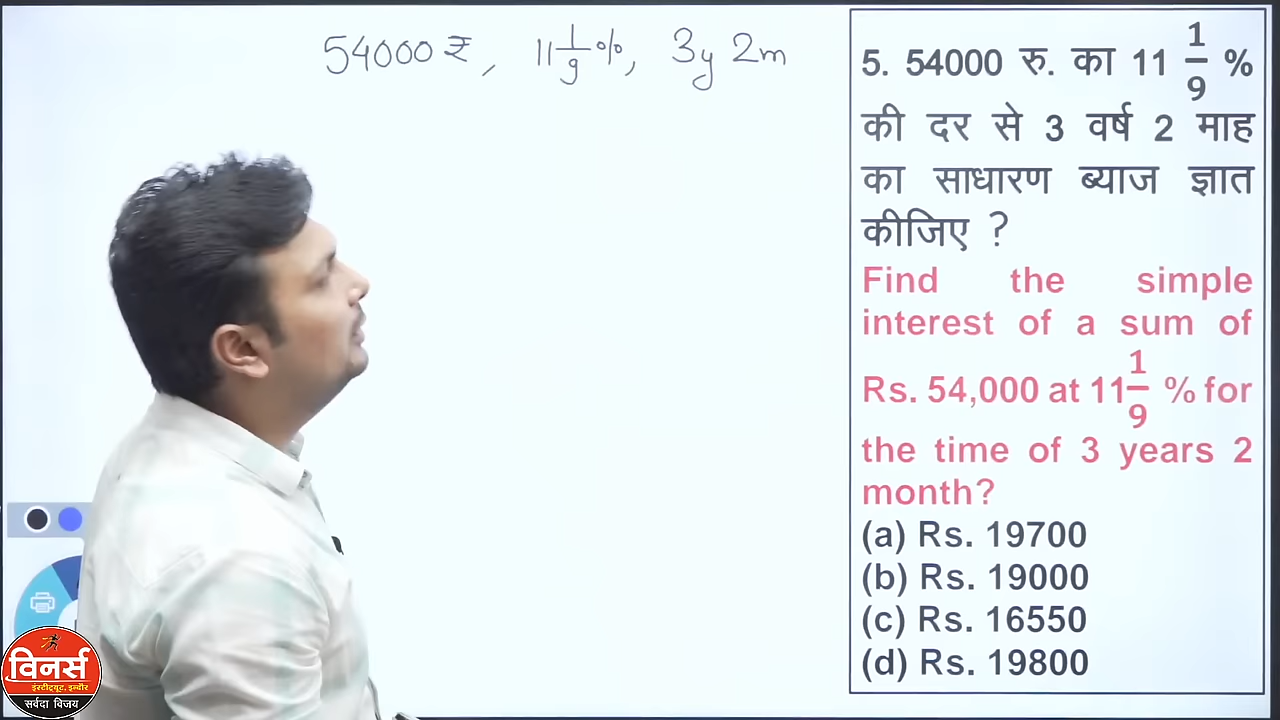 54000 ₹, 11 1/9 %, 3y 2m
5. 54000 रु. का 11 1/9 %
की दर से 3 वर्ष 2 माह
का साधारण ब्याज ज्ञात
कीजिए ?
Find the simple
interest of a sum of
Rs. 54,000 at 11 1/9 % for
the time of 3 years 2
month?
(a) Rs. 19700
(b) Rs. 19000
(c) Rs. 16550
(d) Rs. 19800
विनर्स
इंस्टीट्यूट, इन्दौर
सर्वदा विजय